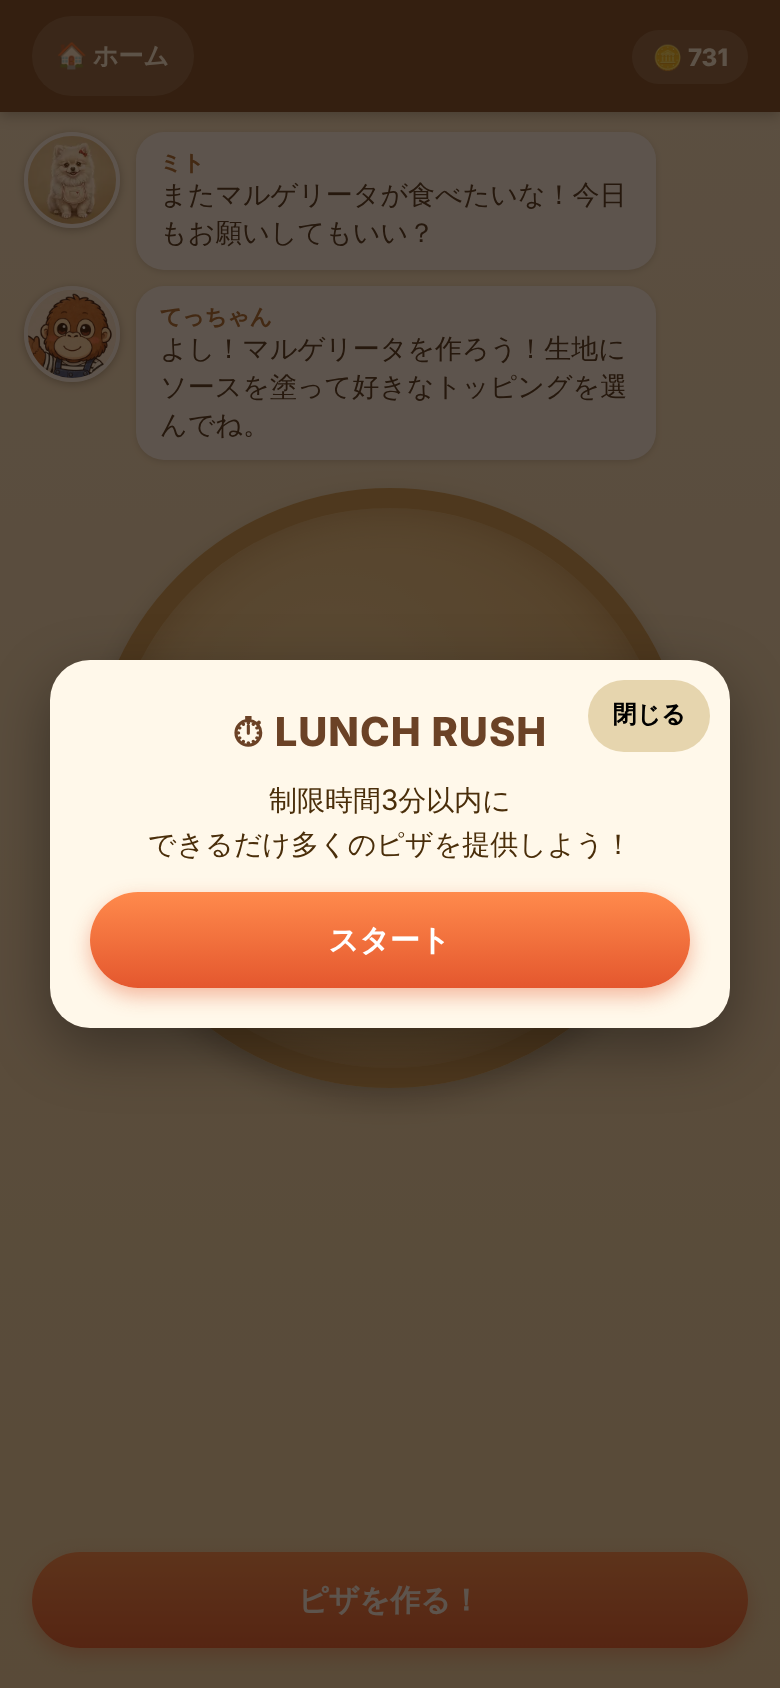 ホーム
731
ミト
またマルゲリータが食べたいな！今日
もお願いしてもいい？
てっちゃん
よし！マルゲリータを作ろう！生地に
ソースを塗って好きなトッピングを選
んでね。
閉じる
LUNCH RUSH
制限時間3分以内に
できるだけ多くのピザを提供しよう！
スタート
ピザを作る！